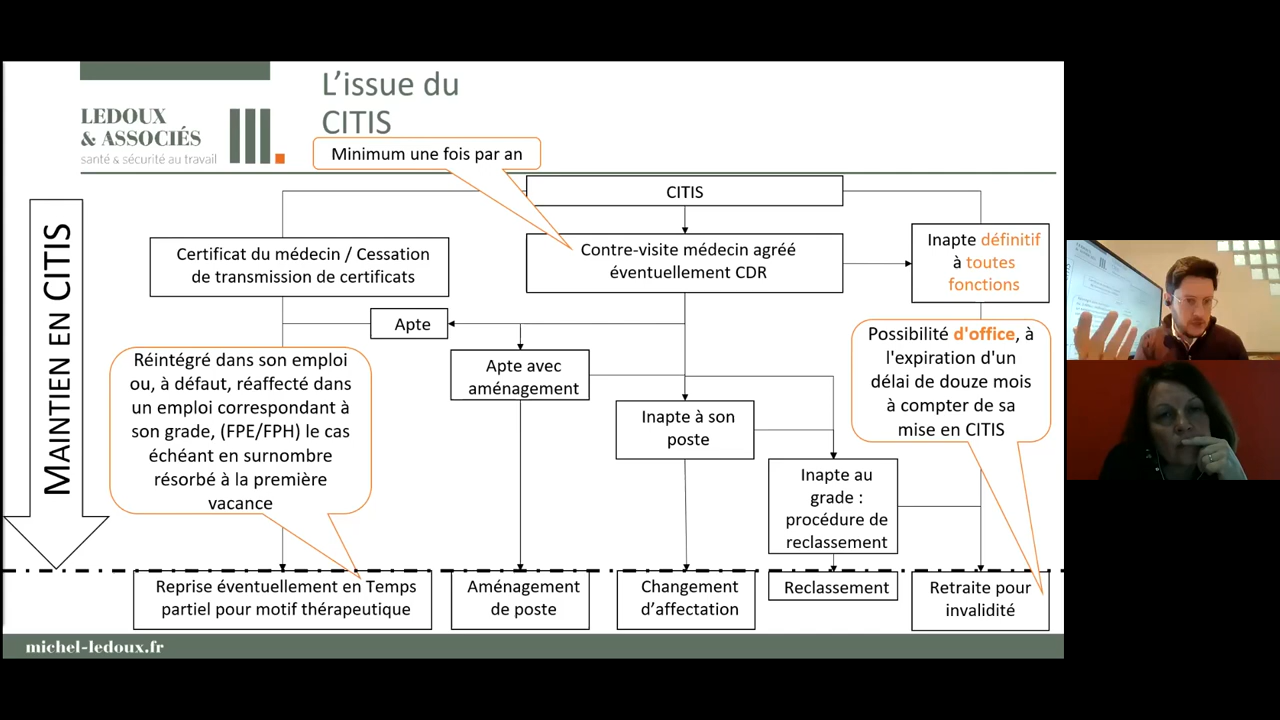 L'issue du
CITIS
LEDOUX
& ASSOCIÉS
santé & sécurité au travail
Minimum une fois par an
MAINTIEN EN CITIS
CITIS
Certificat du médecin / Cessation
de transmission de certificats
Contre-visite médecin agréé
éventuellement CDR
Inapte définitif
à toutes
fonctions
Apte
Apte avec
aménagement
Inapte à son
poste
Inapte au
grade :
procédure de
reclassement
Réintégré dans son emploi
ou, à défaut, réaffecté dans
un emploi correspondant à
son grade, (FPE/FPH) le cas
échéant en surnombre
résorbé à la première
vacance
Possibilité d'office, à
l'expiration d'un
délai de douze mois
à compter de sa
mise en CITIS
Reprise éventuellement en Temps
partiel pour motif thérapeutique
Aménagement
de poste
Changement
d'affectation
Reclassement
Retraite pour
invalidité
michel-ledoux.fr